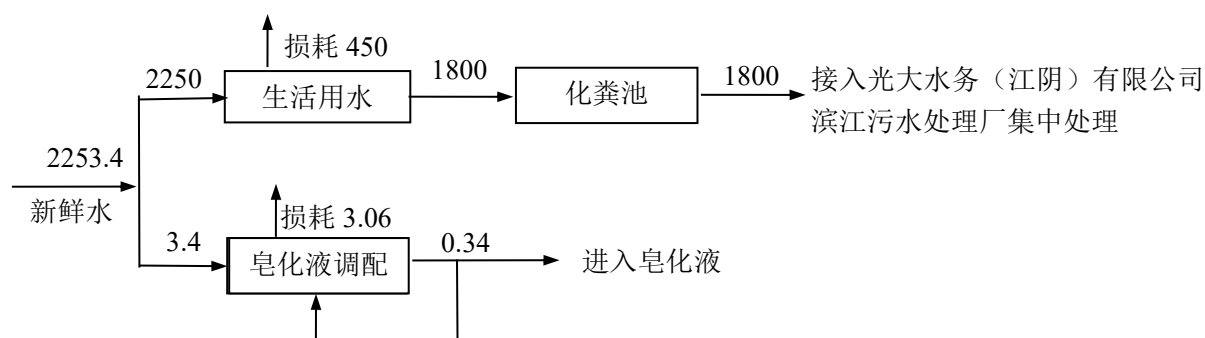 损耗 450
2250
生活用水
1800
化粪池
1800
接入光大水务（江阴）有限公司
滨江污水处理厂集中处理
2253.4
新鲜水
损耗 3.06
3.4
皂化液调配
0.34
进入皂化液